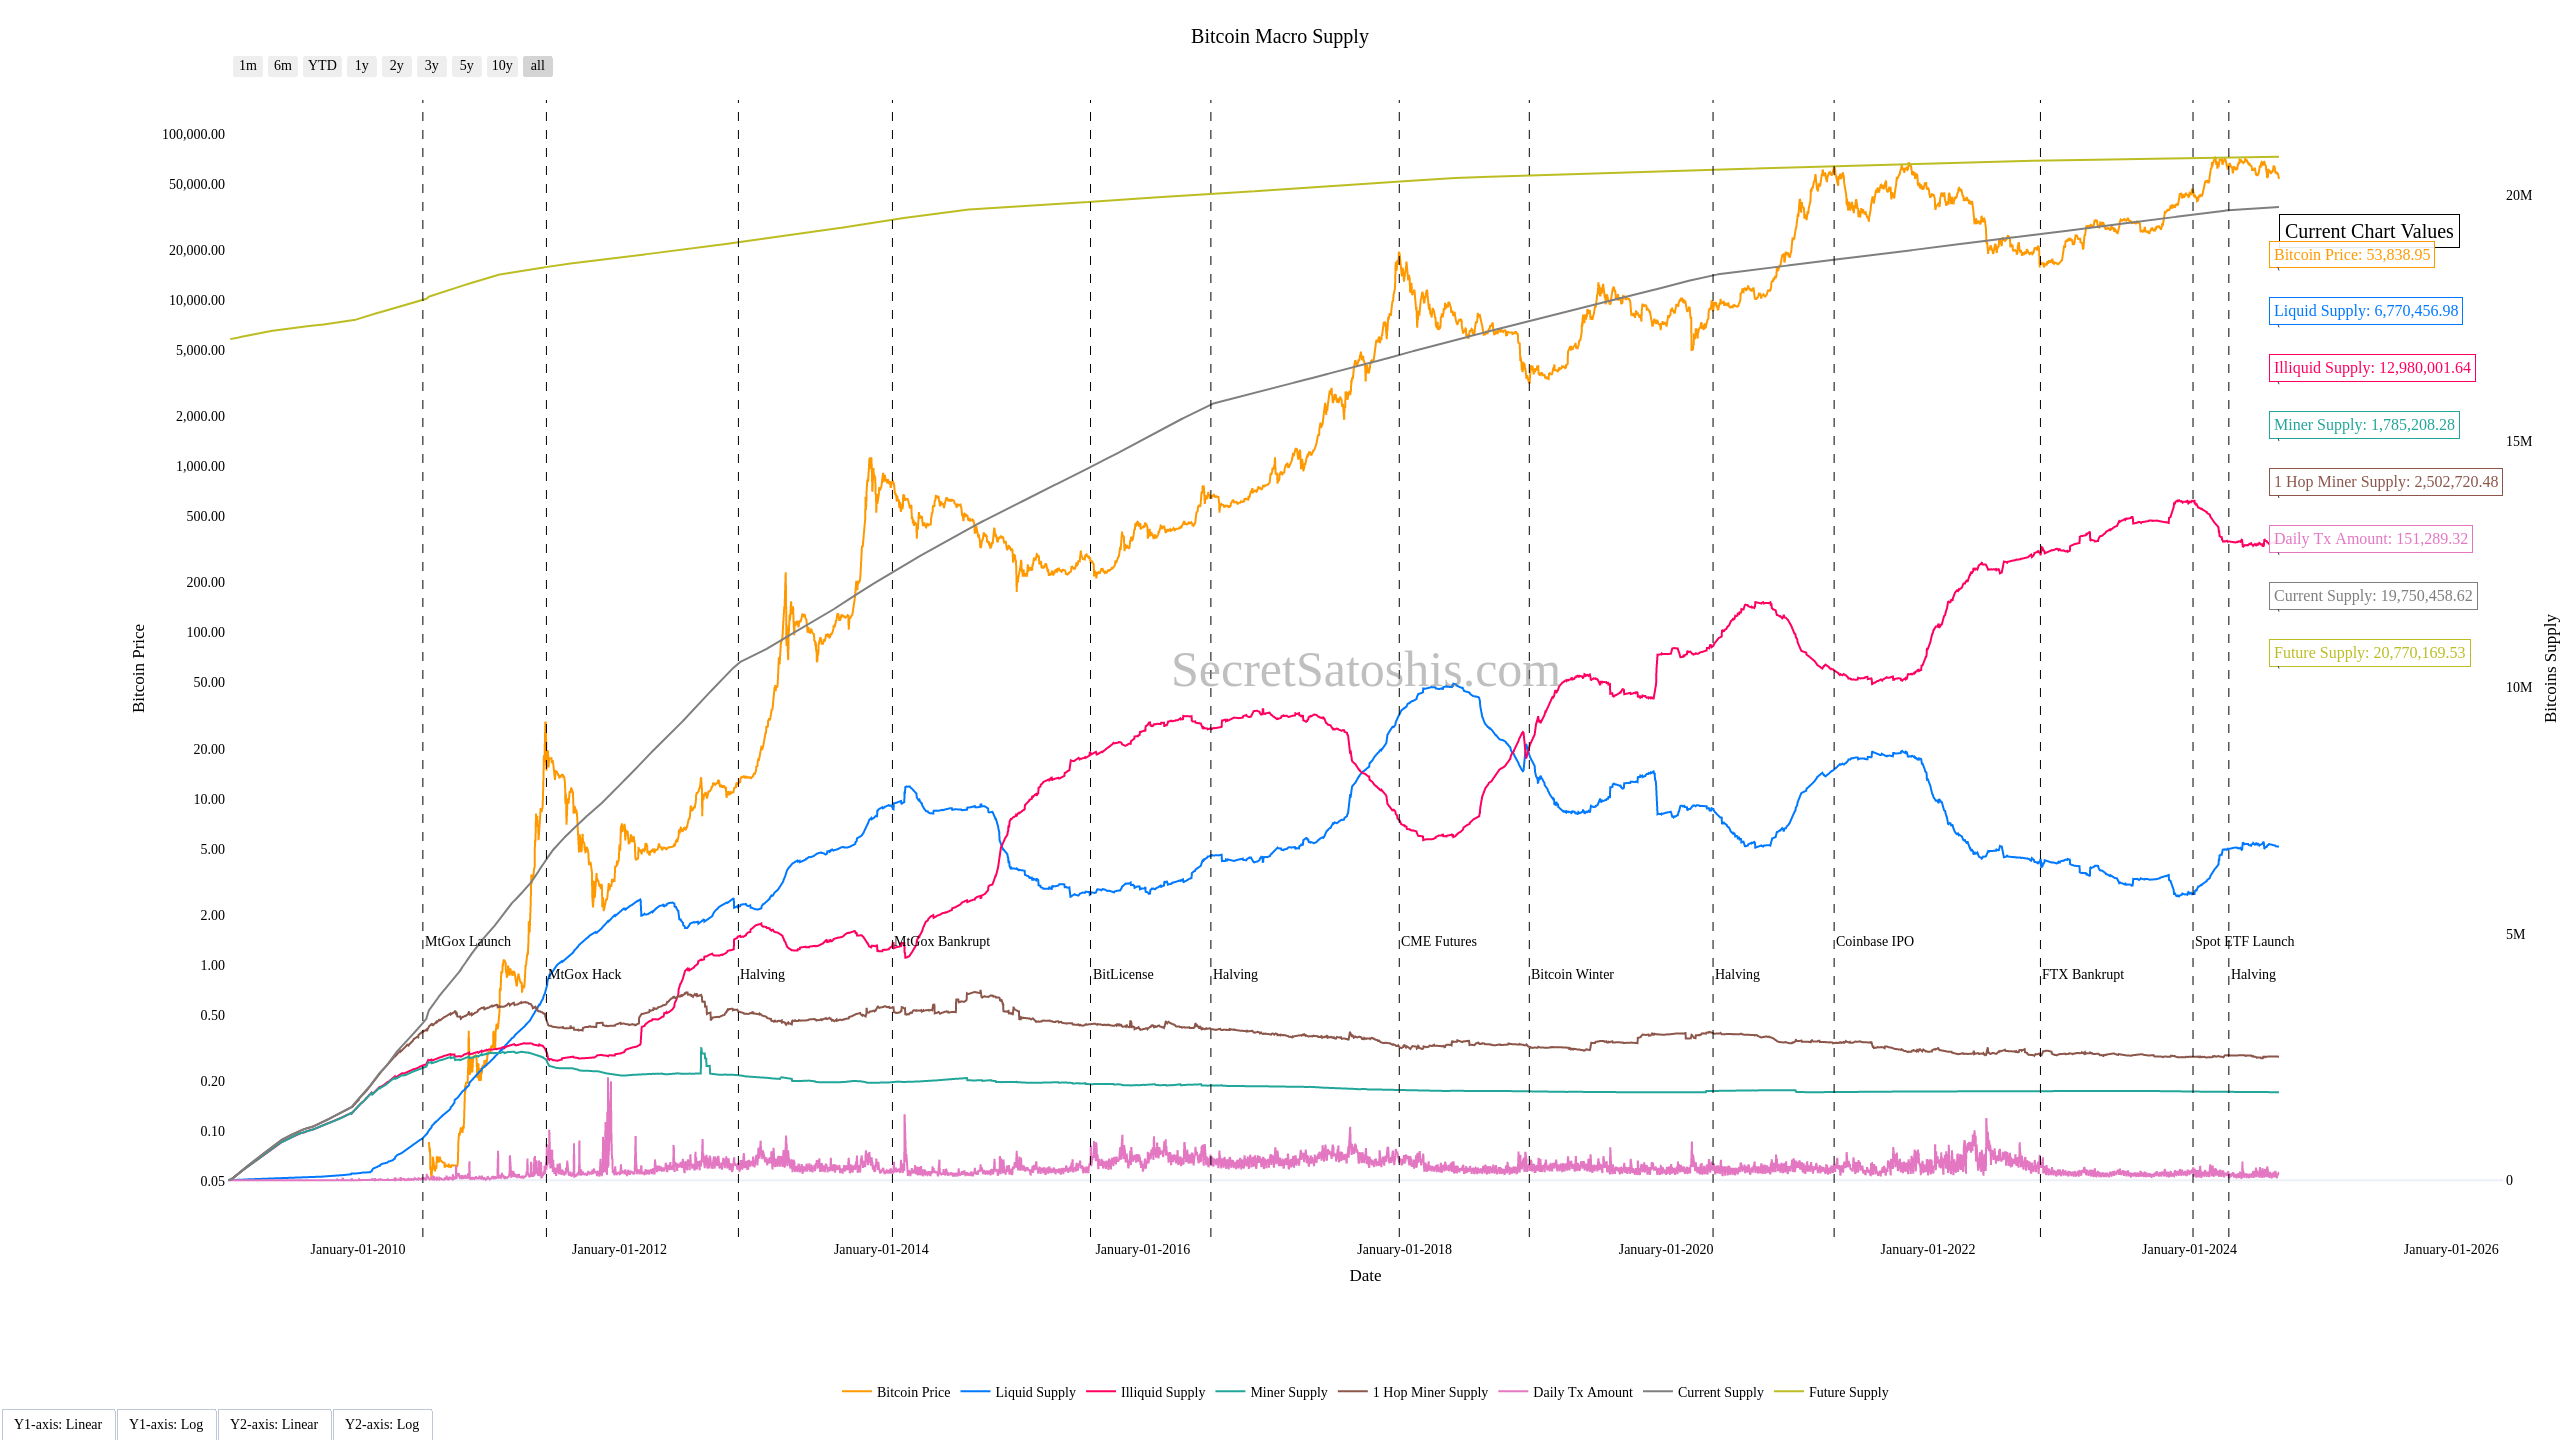 Bitcoin Macro Supply
1m 6m YTD 1y 2y 3y 5y 10y all
100,000.00
50,000.00
20,000.00
10,000.00
5,000.00
2,000.00
1,000.00
500.00
200.00
100.00
50.00
20.00
10.00
5.00
2.00
1.00
0.50
0.20
0.10
0.05
Bitcoin Price
20M
15M
10M
5M
0
Bitcoins Supply
Current Chart Values
Bitcoin Price: 53,838.95
Liquid Supply: 6,770,456.98
Illiquid Supply: 12,980,001.64
Miner Supply: 1,785,208.28
1 Hop Miner Supply: 2,502,720.48
Daily Tx Amount: 151,289.32
Current Supply: 19,750,458.62
Future Supply: 20,770,169.53
SecretSatoshis.com
MtGox Launch
MtGox Bankrupt
CME Futures
Coinbase IPO
Spot ETF Launch
MtGox Hack
Halving
BitLicense
Halving
Bitcoin Winter
Halving
FTX Bankrupt
Halving
January-01-2010
January-01-2012
January-01-2014
January-01-2016
January-01-2018
January-01-2020
January-01-2022
January-01-2024
January-01-2026
Date
Bitcoin Price Liquid Supply Illiquid Supply Miner Supply 1 Hop Miner Supply Daily Tx Amount Current Supply Future Supply
Y1-axis: Linear Y1-axis: Log Y2-axis: Linear Y2-axis: Log